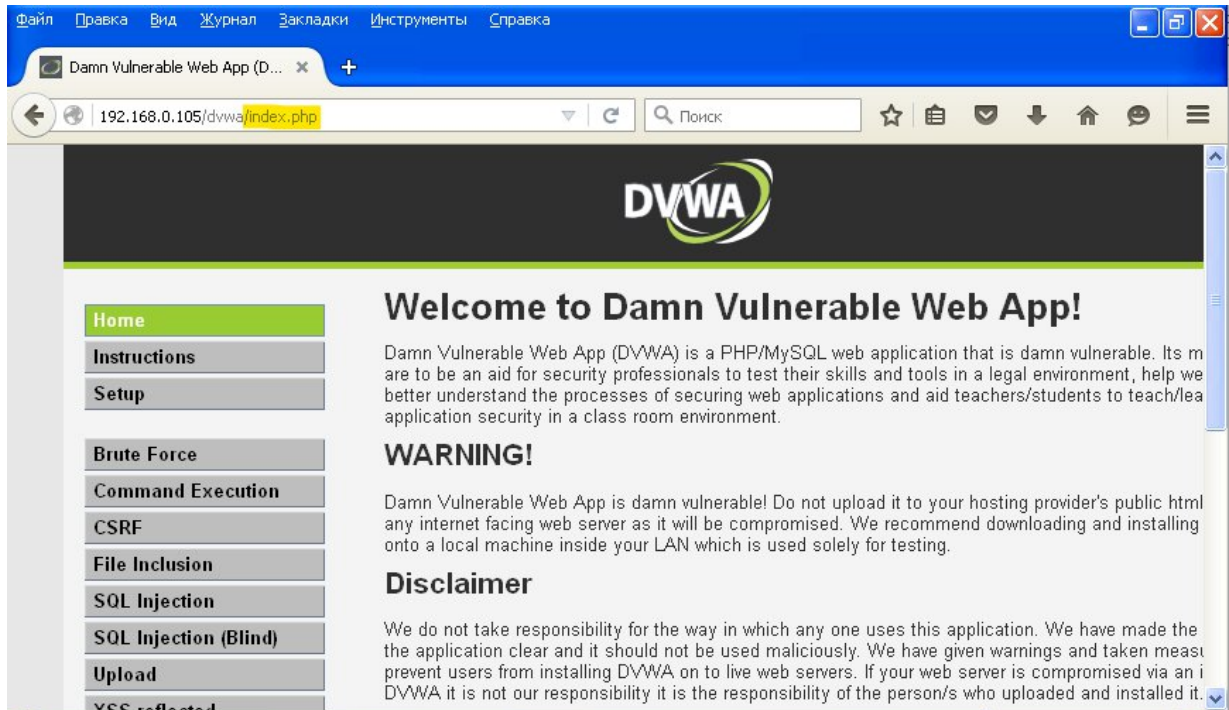 Файл Правка Вид Журнал Закладки Инструменты Справка
Damn Vulnerable Web App (D...
192.168.0.105/dvwa/index.php
Поиск
DVWA
Home
Instructions
Setup
Brute Force
Command Execution
CSRF
File Inclusion
SQL Injection
SQL Injection (Blind)
Upload
XSS reflected
Welcome to Damn Vulnerable Web App!
Damn Vulnerable Web App (DVWA) is a PHP/MySQL web application that is damn vulnerable. Its m
are to be an aid for security professionals to test their skills and tools in a legal environment, help we
better understand the processes of securing web applications and aid teachers/students to teach/lea
application security in a class room environment.
WARNING!
Damn Vulnerable Web App is damn vulnerable! Do not upload it to your hosting provider's public html
any internet facing web server as it will be compromised. We recommend downloading and installing
onto a local machine inside your LAN which is used solely for testing.
Disclaimer
We do not take responsibility for the way in which any one uses this application. We have made the
the application clear and it should not be used maliciously. We have given warnings and taken measu
prevent users from installing DVWA on to live web servers. If your web server is compromised via an i
DVWA it is not our responsibility it is the responsibility of the person/s who uploaded and installed it.